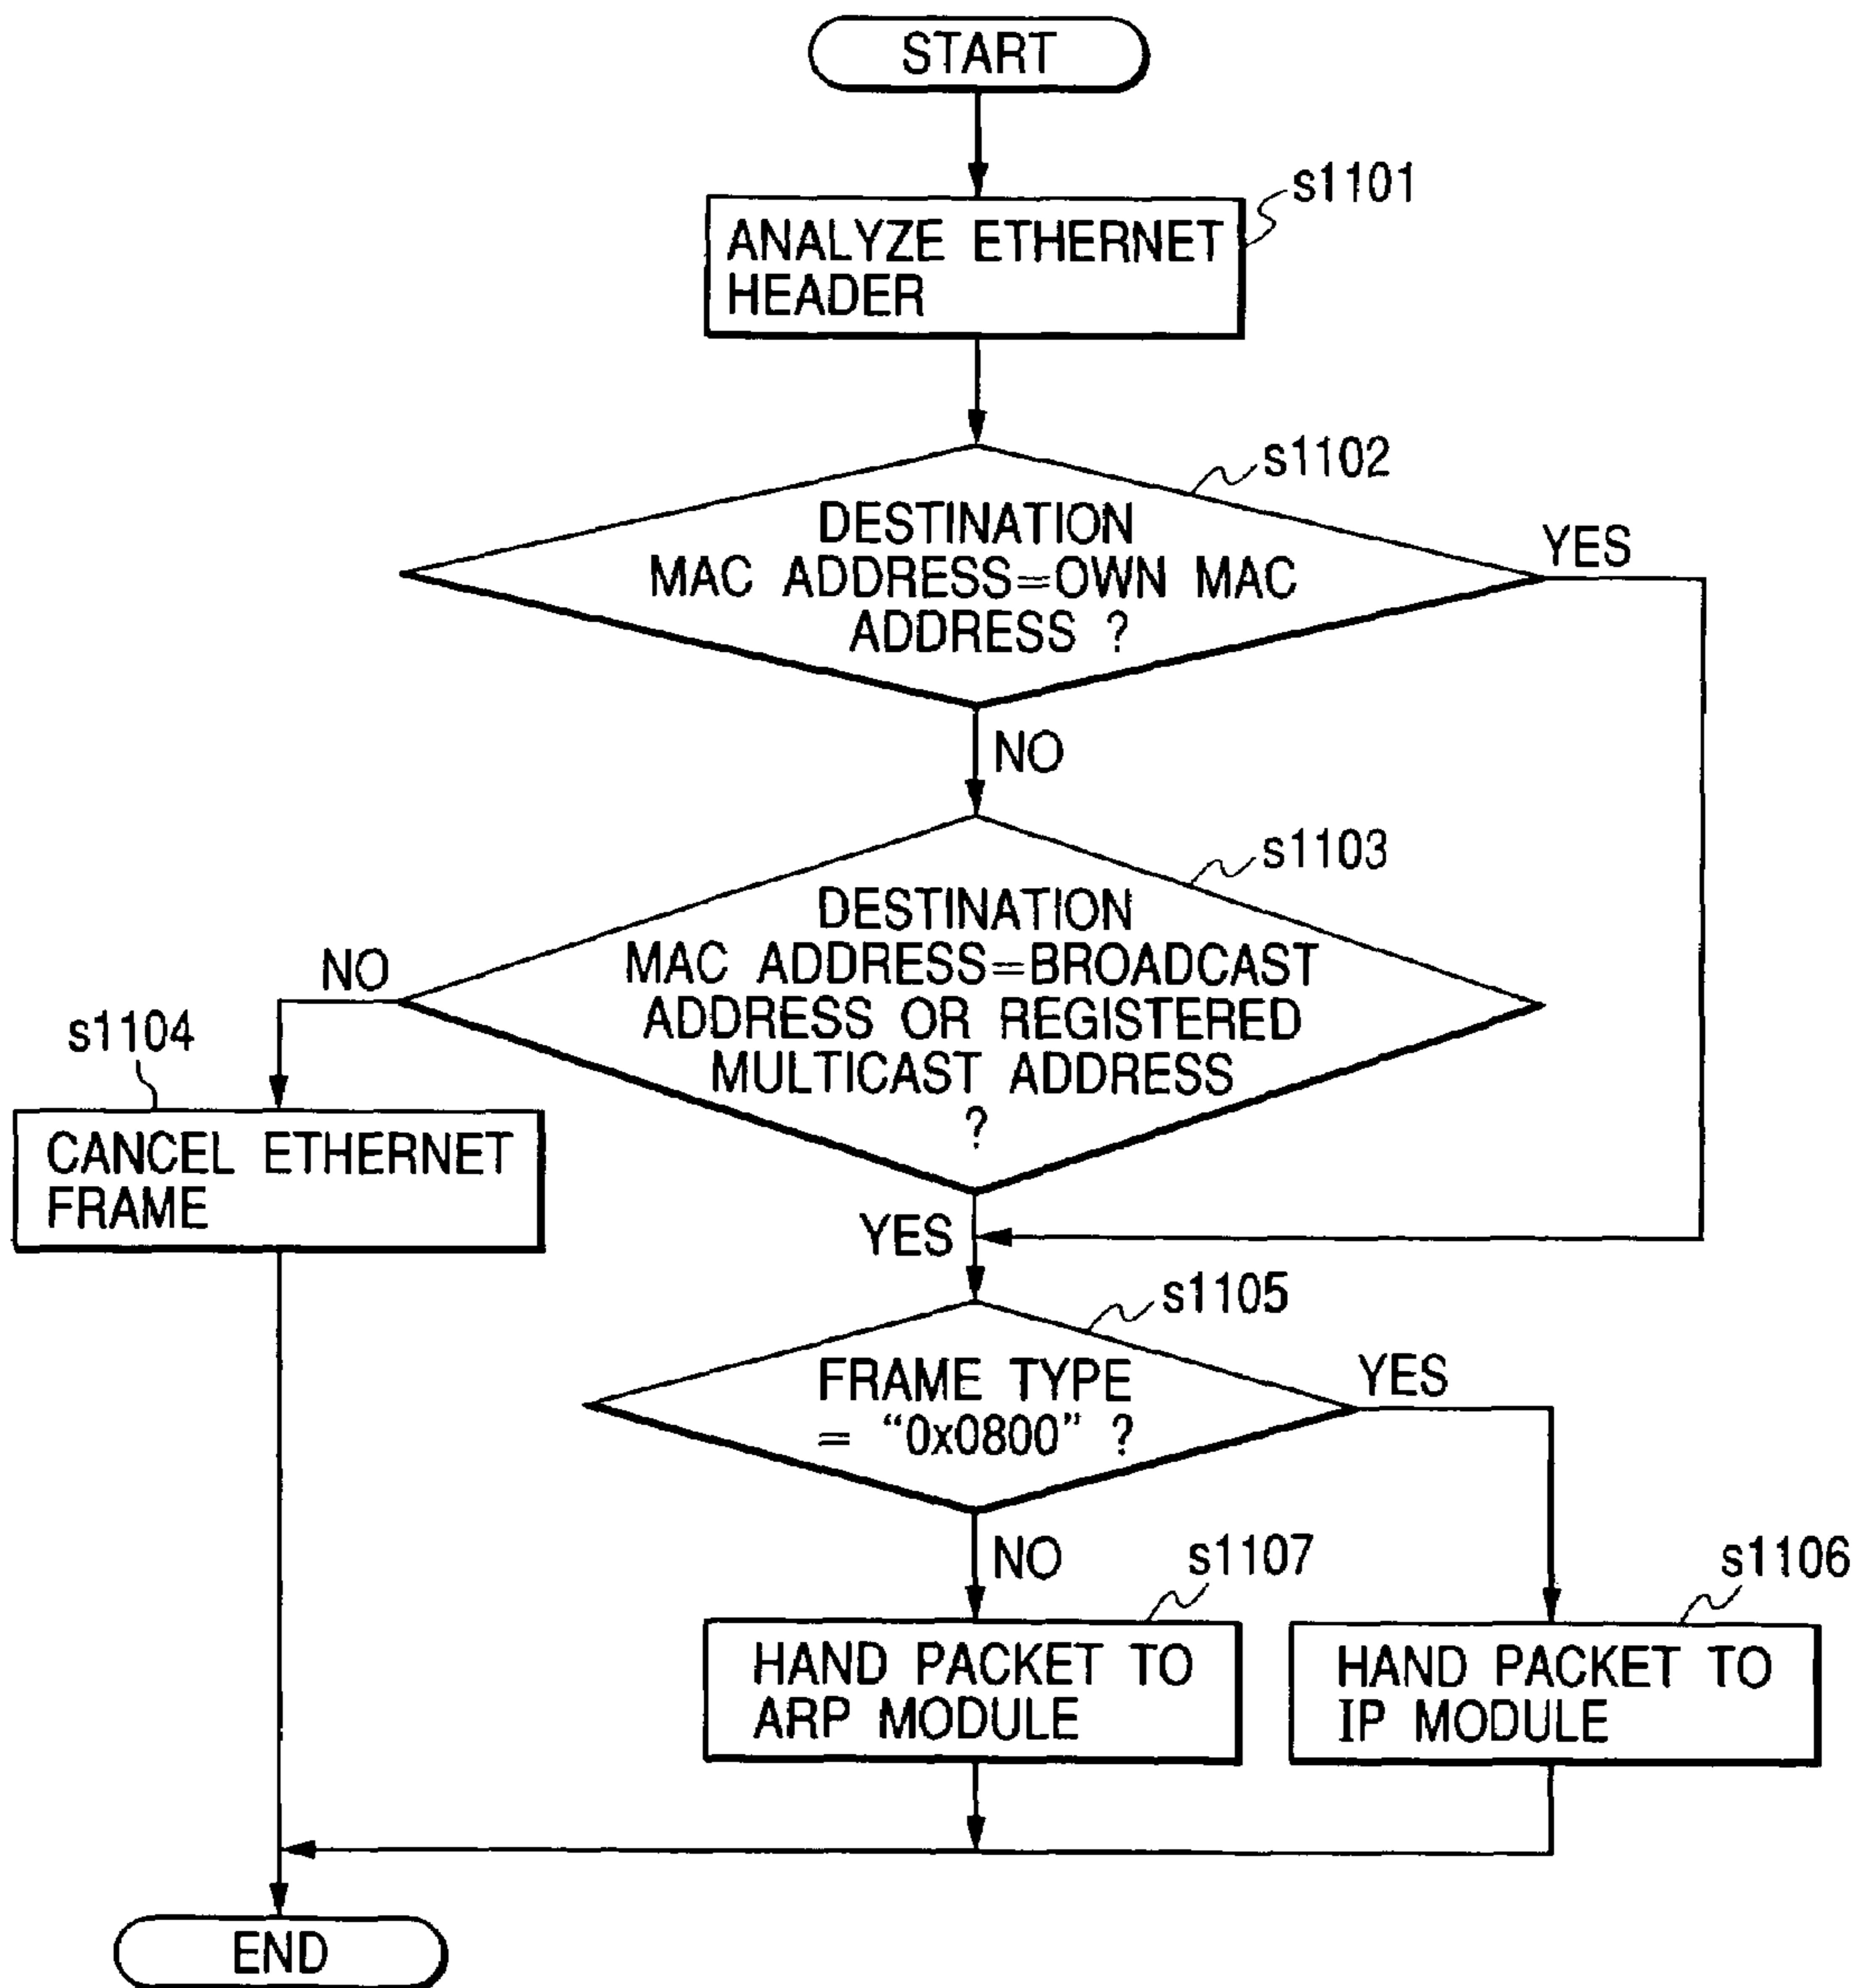 START
s1101
ANALYZE ETHERNET
HEADER
s1102
DESTINATION
MAC ADDRESS=OWN MAC
ADDRESS ?
YES
NO
s1103
DESTINATION
MAC ADDRESS=BROADCAST
ADDRESS OR REGISTERED
MULTICAST ADDRESS
?
NO
s1104
CANCEL ETHERNET
FRAME
YES
s1105
FRAME TYPE
= “0x0800” ?
YES
NO
s1107
HAND PACKET TO
ARP MODULE
s1106
HAND PACKET TO
IP MODULE
END